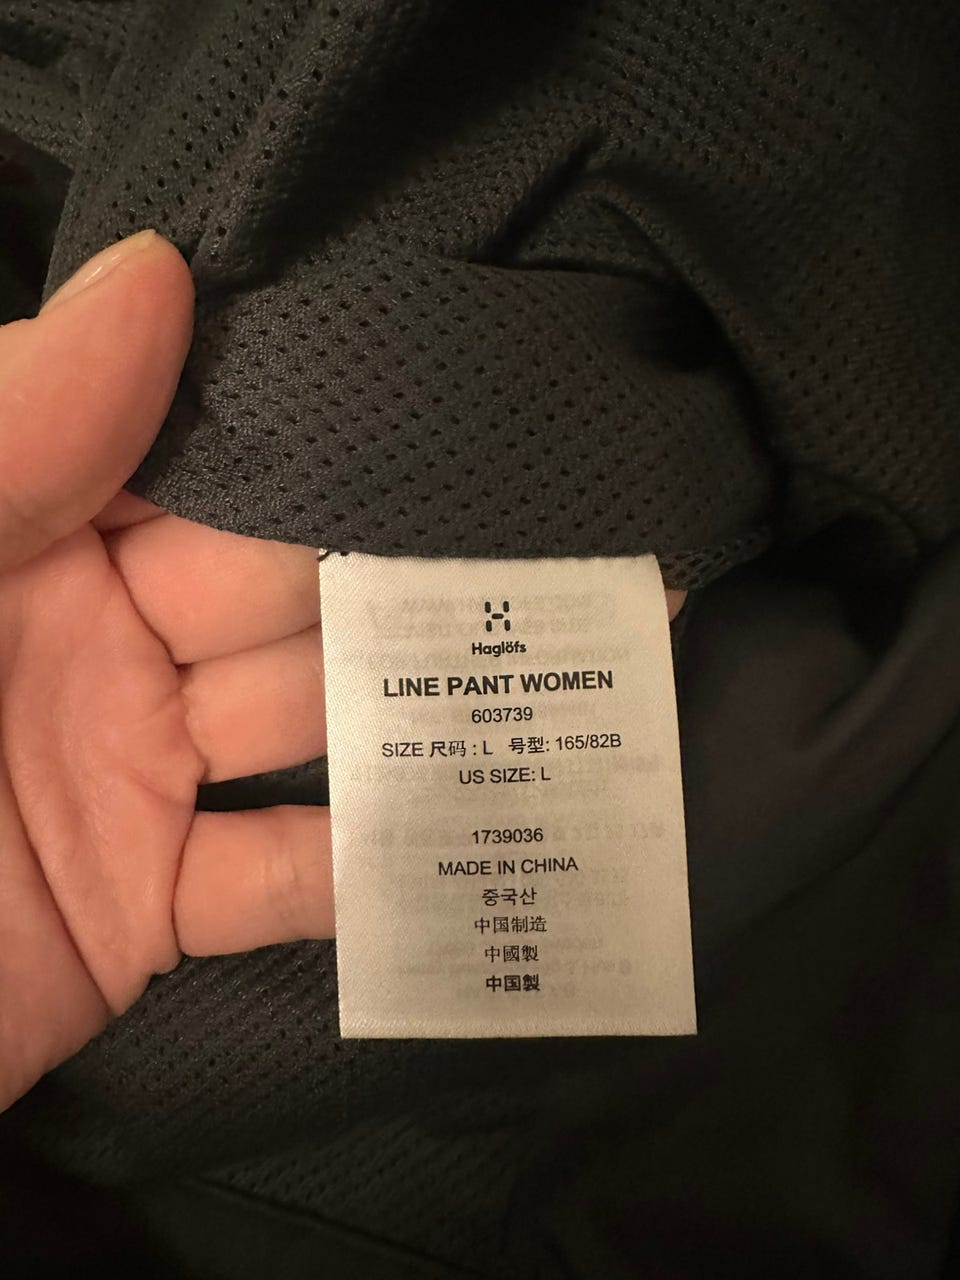 Haglöfs
LINE PANT WOMEN
603739
SIZE 尺码 : L 号型: 165/82B
US SIZE: L
1739036
MADE IN CHINA
중국산
中国制造
中國製
中国製